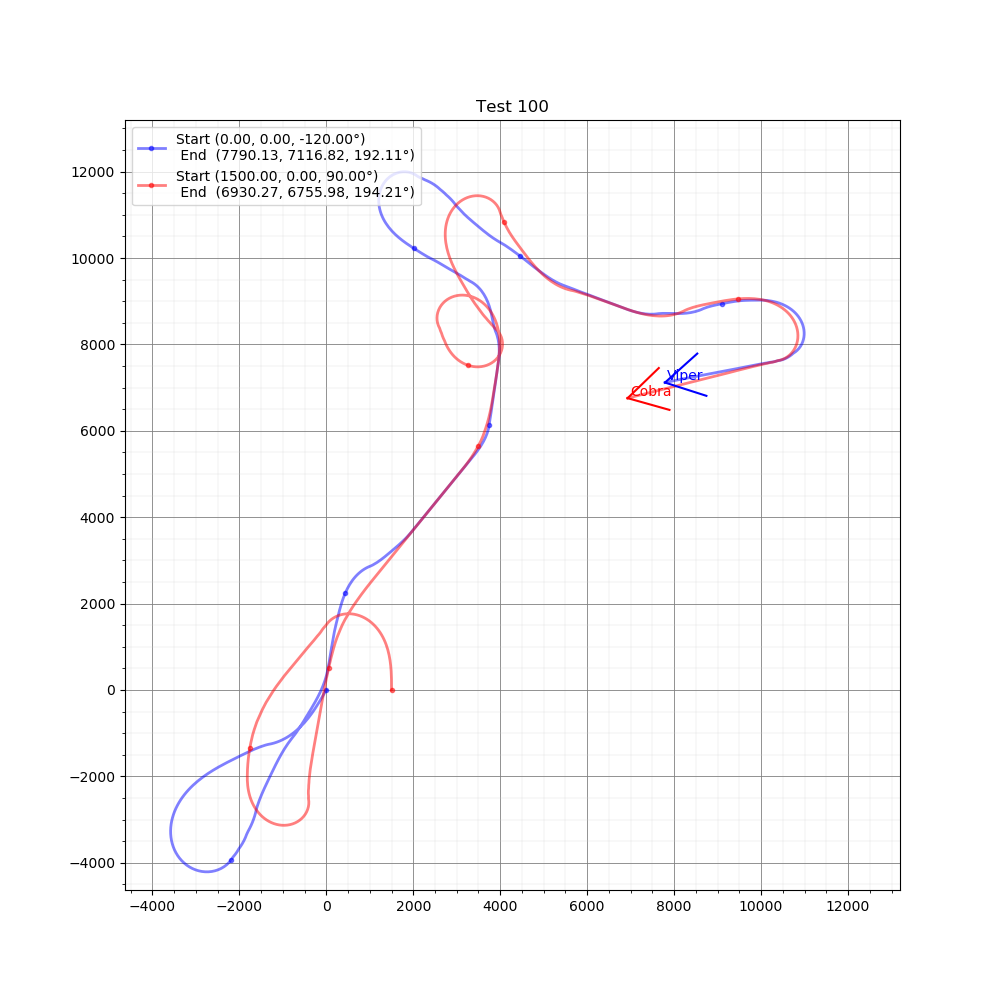 Test 100
Start (0.00, 0.00, -120.00°)
End (7790.13, 7116.82, 192.11°)
Start (1500.00, 0.00, 90.00°)
End (6930.27, 6755.98, 194.21°)
12000
10000
8000
6000
4000
2000
0
−2000
−4000
Viper
Cobra
−4000 −2000 0 2000 4000 6000 8000 10000 12000